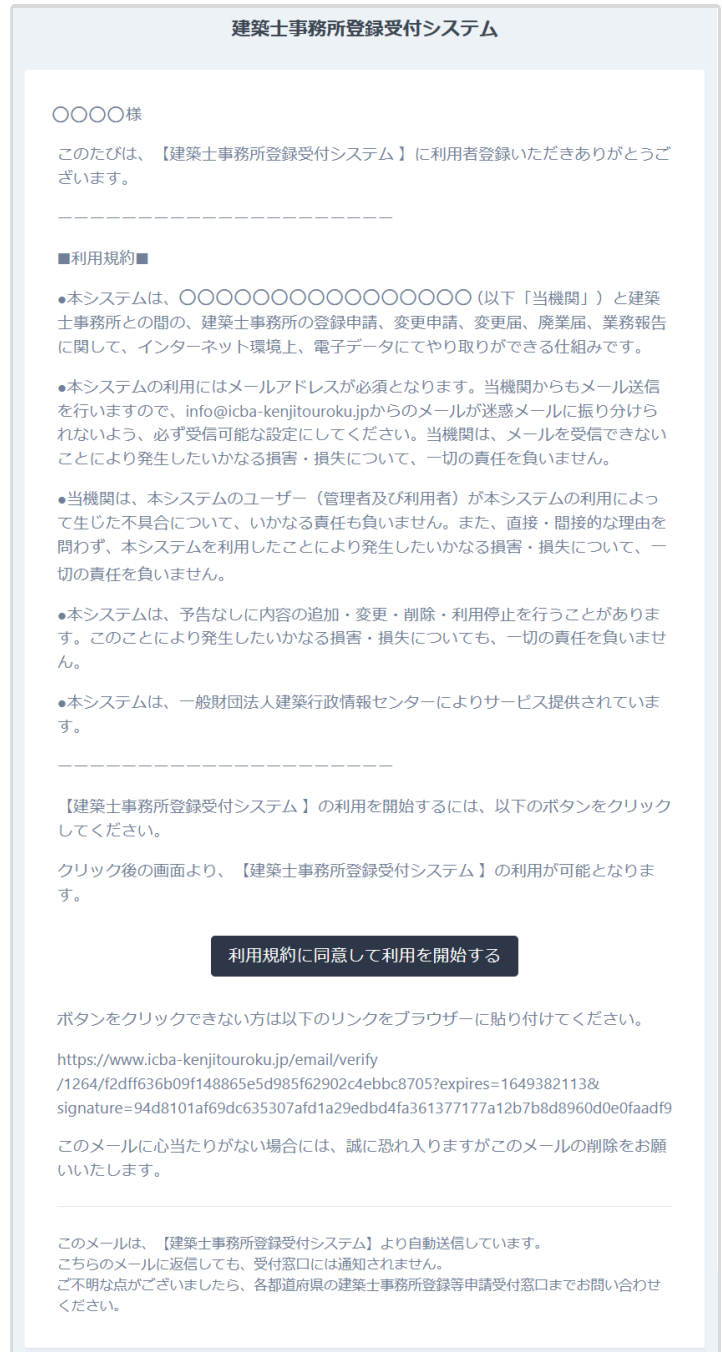 建築士事務所登録受付システム
〇〇〇〇様
このたびは、【建築士事務所登録受付システム 】に利用者登録いただきありがとうご
ざいます。
ーーーーーーーーーーーーーーーーーーーーー
■利用規約■
●本システムは、〇〇〇〇〇〇〇〇〇〇〇〇〇〇〇〇(以下「当機関」）と建築
士事務所との間の、建築士事務所の登録申請、変更申請、変更届、廃業届、業務報告
に関して、インターネット環境上、電子データにてやり取りができる仕組みです。
●本システムの利用にはメールアドレスが必須となります。当機関からもメール送信
を行いますので、info@icba-kenjitouroku.jpからのメールが迷惑メールに振り分けら
れないよう、必ず受信可能な設定にしてください。当機関は、メールを受信できない
ことにより発生したいかなる損害・損失について、一切の責任を負いません。
●当機関は、本システムのユーザー（管理者及び利用者）が本システムの利用によっ
て生じた不具合について、いかなる責任も負いません。また、直接・間接的な理由を
問わず、本システムを利用したことにより発生したいかなる損害・損失について、一
切の責任を負いません。
●本システムは、予告なしに内容の追加・変更・削除・利用停止を行うことがありま
す。このことにより発生したいかなる損害・損失についても、一切の責任を負いませ
ん。
●本システムは、一般財団法人建築行政情報センターによりサービス提供されていま
す。
ーーーーーーーーーーーーーーーーーーーーー
【建築士事務所登録受付システム 】の利用を開始するには、以下のボタンをクリック
してください。
クリック後の画面より、【建築士事務所登録受付システム 】の利用が可能となりま
す。
利用規約に同意して利用を開始する
ボタンをクリックできない方は以下のリンクをブラウザーに貼り付けてください。
https://www.icba-kenjitouroku.jp/email/verify
/1264/f2dff636b09f148865e5d985f62902c4ebbc8705?expires=1649382113&
signature=94d8101af69dc635307afd1a29edbd4fa361377177a12b7b8d8960d0e0faadf9
このメールに心当たりがない場合には、誠に恐れ入りますがこのメールの削除をお願
いいたします。
このメールは、【建築士事務所登録受付システム】より自動送信しています。
こちらのメールに返信しても、受付窓口には通知されません。
ご不明な点がございましたら、各都道府県の建築士事務所登録等申請受付窓口までお問い合わせ
ください。